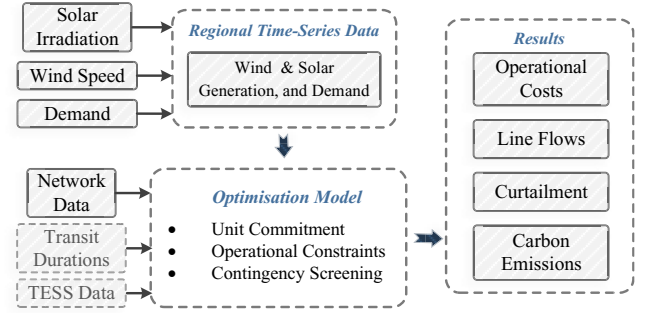 Solar
Irradiation
Wind Speed
Demand
Regional Time-Series Data
Wind & Solar
Generation, and Demand
Network
Data
Transit
Durations
TESS Data
Optimisation Model
• Unit Commitment
• Operational Constraints
• Contingency Screening
Results
Operational
Costs
Line Flows
Curtailment
Carbon
Emissions